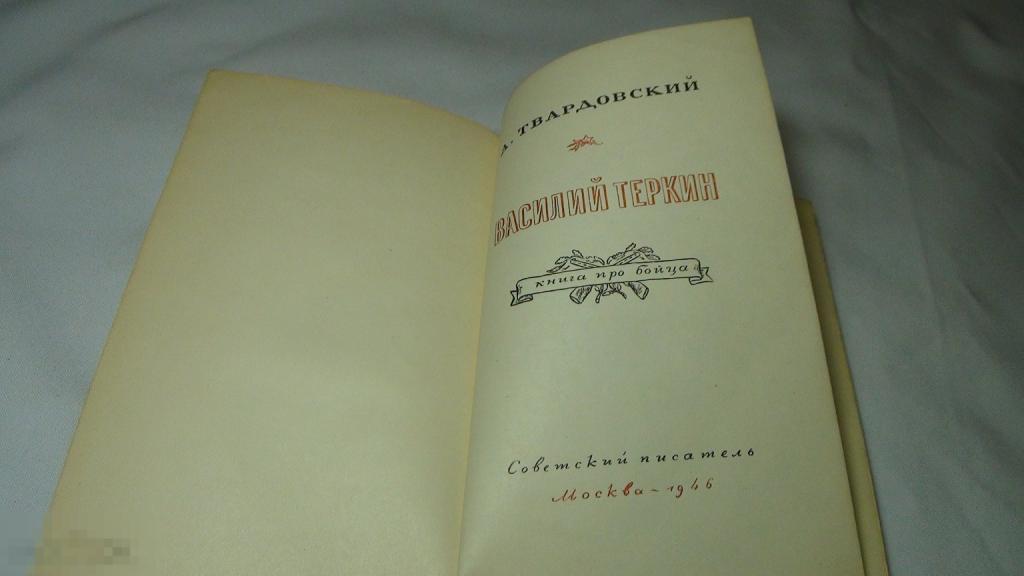 А. ТВАРДОВСКИЙ
ВАСИЛИЙ ТЕРКИН
книга про бойца
Советский писатель
Москва - 1946